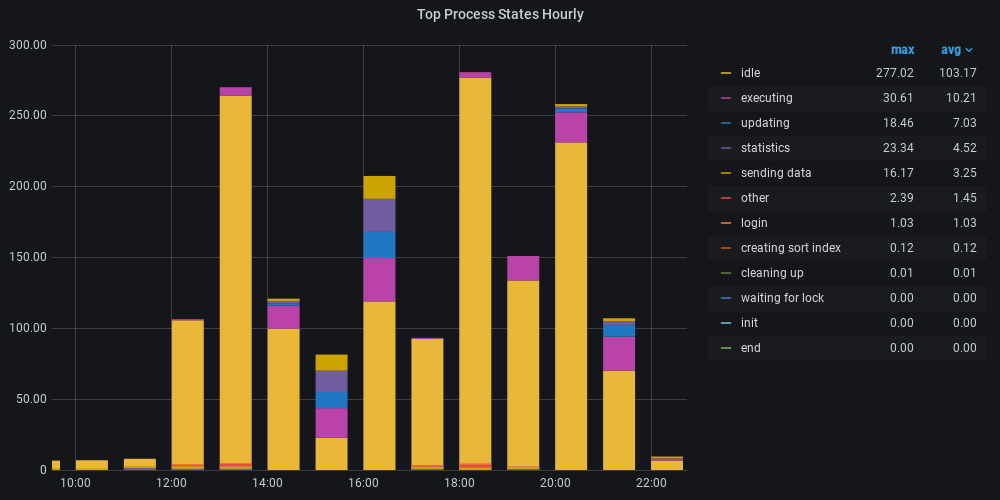 Top Process States Hourly
300.00
250.00
200.00
150.00
100.00
50.00
0
10:00 12:00 14:00 16:00 18:00 20:00 22:00
max avg
idle 277.02 103.17
executing 30.61 10.21
updating 18.46 7.03
statistics 23.34 4.52
sending data 16.17 3.25
other 2.39 1.45
login 1.03 1.03
creating sort index 0.12 0.12
cleaning up 0.01 0.01
waiting for lock 0.00 0.00
init 0.00 0.00
end 0.00 0.00